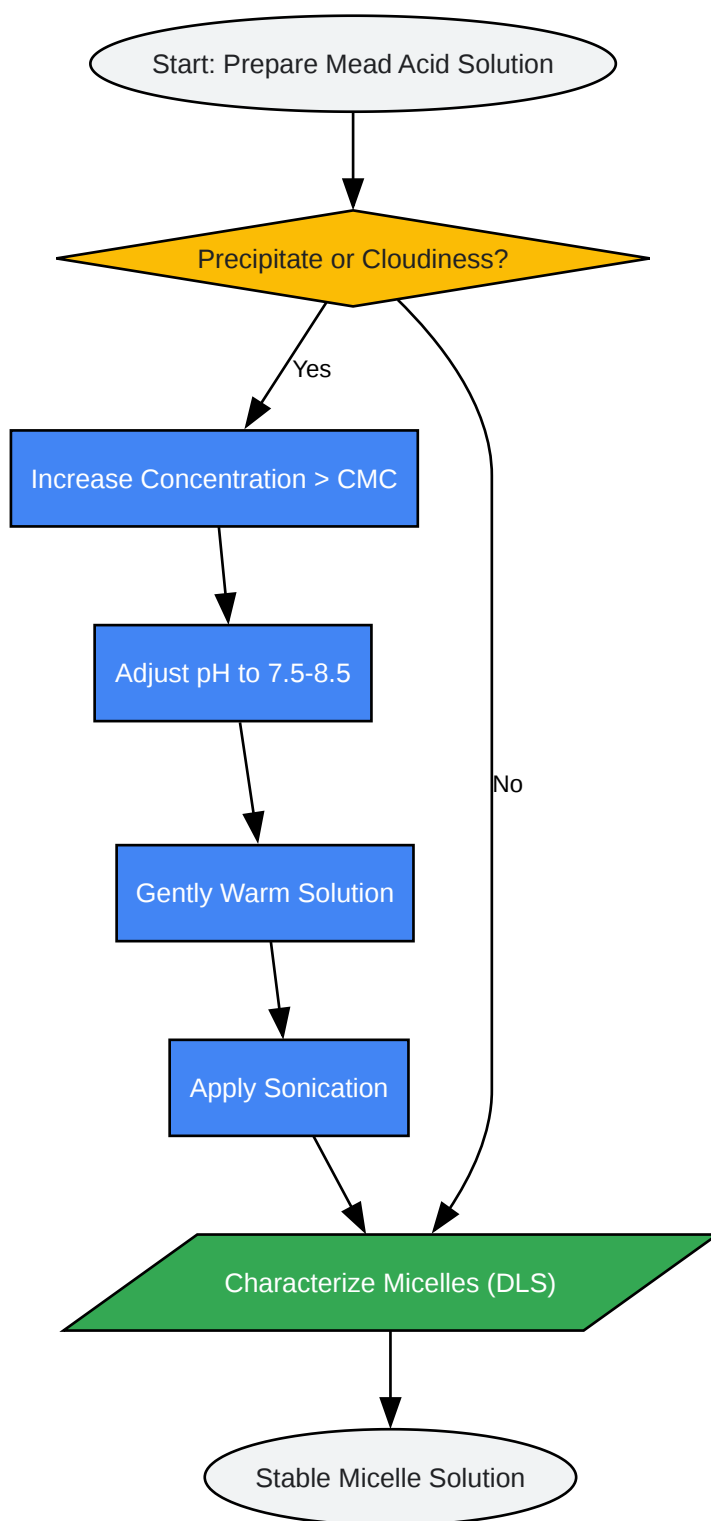 Start: Prepare Mead Acid Solution
Precipitate or Cloudiness?
Yes
Increase Concentration > CMC
Adjust pH to 7.5-8.5
No
Gently Warm Solution
Apply Sonication
Characterize Micelles (DLS)
Stable Micelle Solution